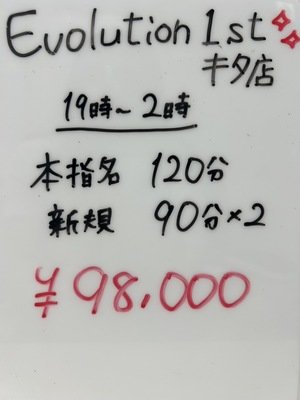 Evolution 1st
キタ店
19時~2時
本指名 120分
新規 90分×2
¥98,000